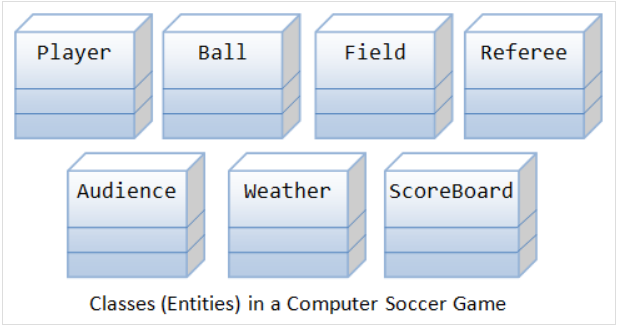 Player Ball Field Referee
Audience Weather ScoreBoard
Classes (Entities) in a Computer Soccer Game